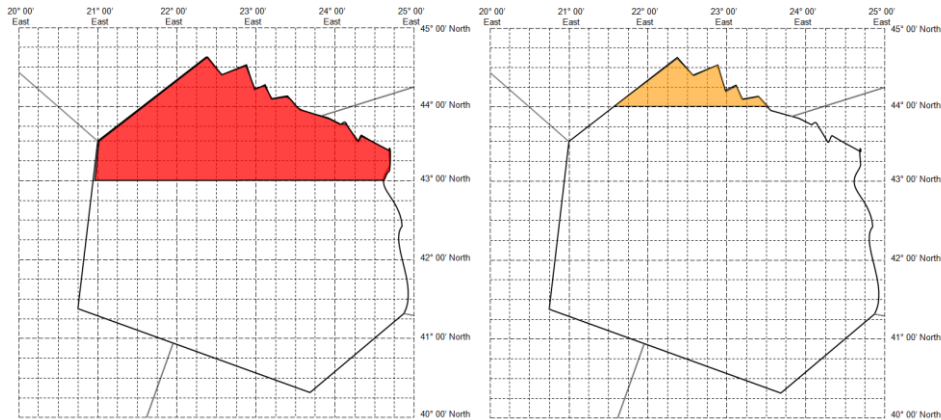 20° 00' East
21° 00' East
22° 00' East
23° 00' East
24° 00' East
25° 00' East
45° 00' North
44° 00' North
43° 00' North
42° 00' North
41° 00' North
40° 00' North
20° 00' East
21° 00' East
22° 00' East
23° 00' East
24° 00' East
25° 00' East
45° 00' North
44° 00' North
43° 00' North
42° 00' North
41° 00' North
40° 00' North